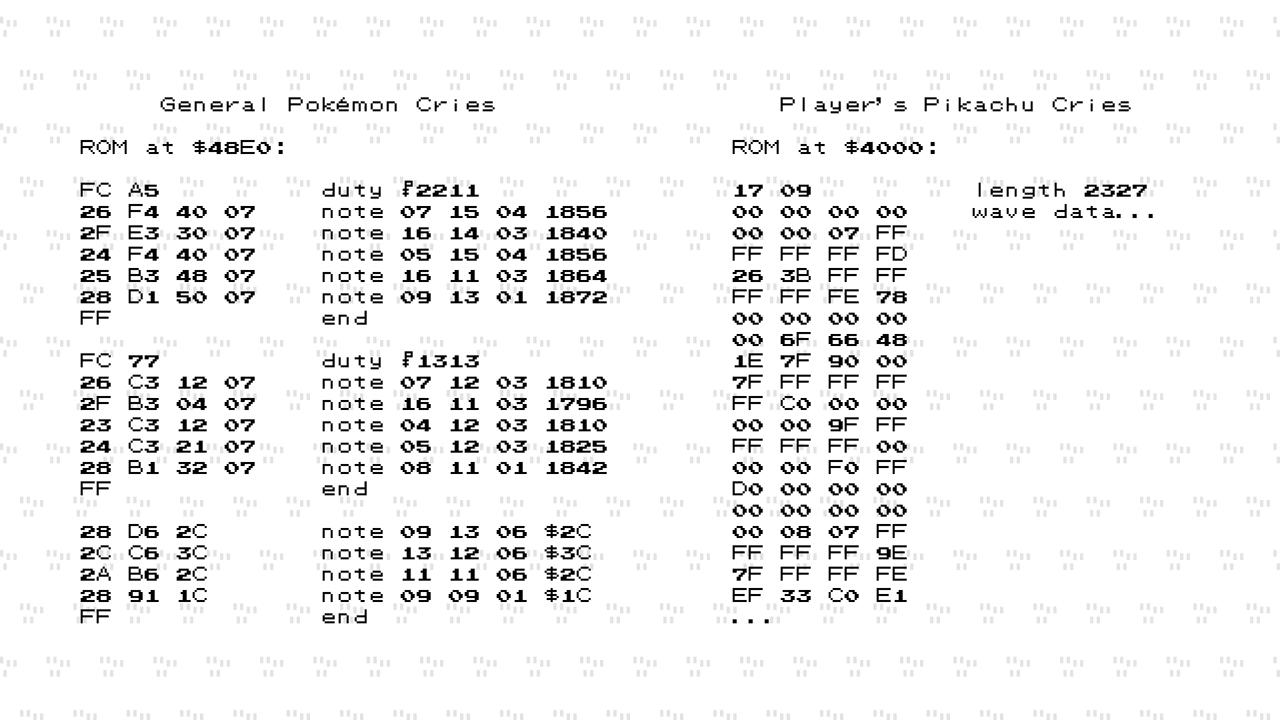 General Pokémon Cries
ROM at $48E0:
FC A5 duty f2211
26 F4 40 07 note 07 15 04 1856
2F E3 30 07 note 16 14 03 1840
24 F4 40 07 note 05 15 04 1856
25 B3 48 07 note 16 11 03 1864
28 D1 50 07 note 09 13 01 1872
FF end
FC 77 duty f1313
26 C3 12 07 note 07 12 03 1810
2F B3 04 07 note 16 11 03 1796
23 C3 12 07 note 04 12 03 1810
24 C3 21 07 note 05 12 03 1825
28 B1 32 07 note 08 11 01 1842
FF end
28 D6 2C note 09 13 06 $2C
2C C6 3C note 13 12 06 $3C
2A B6 2C note 11 11 06 $2C
28 91 1C note 09 09 01 $1C
FF end
Player's Pikachu Cries
ROM at $4000:
17 09 length 2327
00 00 00 00 wave data...
00 00 07 FF
FF FF FF FD
26 3B FF FF
FF FF FE 78
00 00 00 00
00 6F 66 48
1E 7F 90 00
7F FF FF FF
FF C0 00 00
00 00 9F FF
FF FF FF 00
00 00 F0 FF
D0 00 00 00
00 00 00 00
00 08 07 FF
FF FF FF 9E
7F FF FF FE
EF 33 C0 E1
...